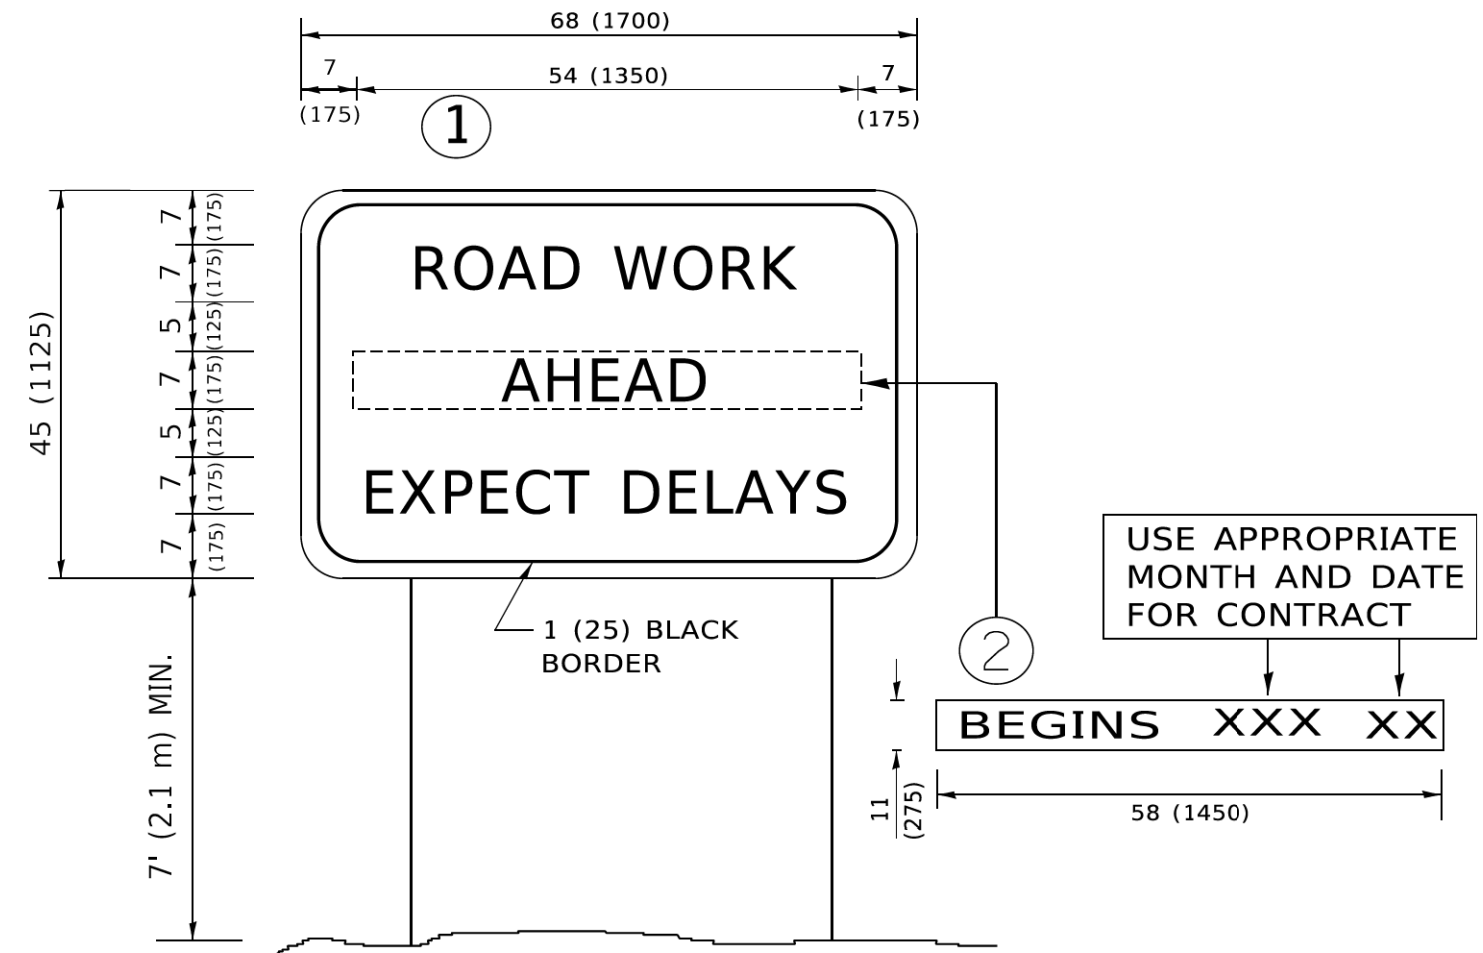 68 (1700)
7
54 (1350)
7
(175)
(175)
1
7
(175)
7
(175)
5
(125)
7
(175)
5
(125)
7
(175)
7
(175)
45 (1125)
ROAD WORK
AHEAD
EXPECT DELAYS
1 (25) BLACK
BORDER
7' (2.1 m) MIN.
USE APPROPRIATE
MONTH AND DATE
FOR CONTRACT
2
BEGINS XXX XX
11
(275)
58 (1450)